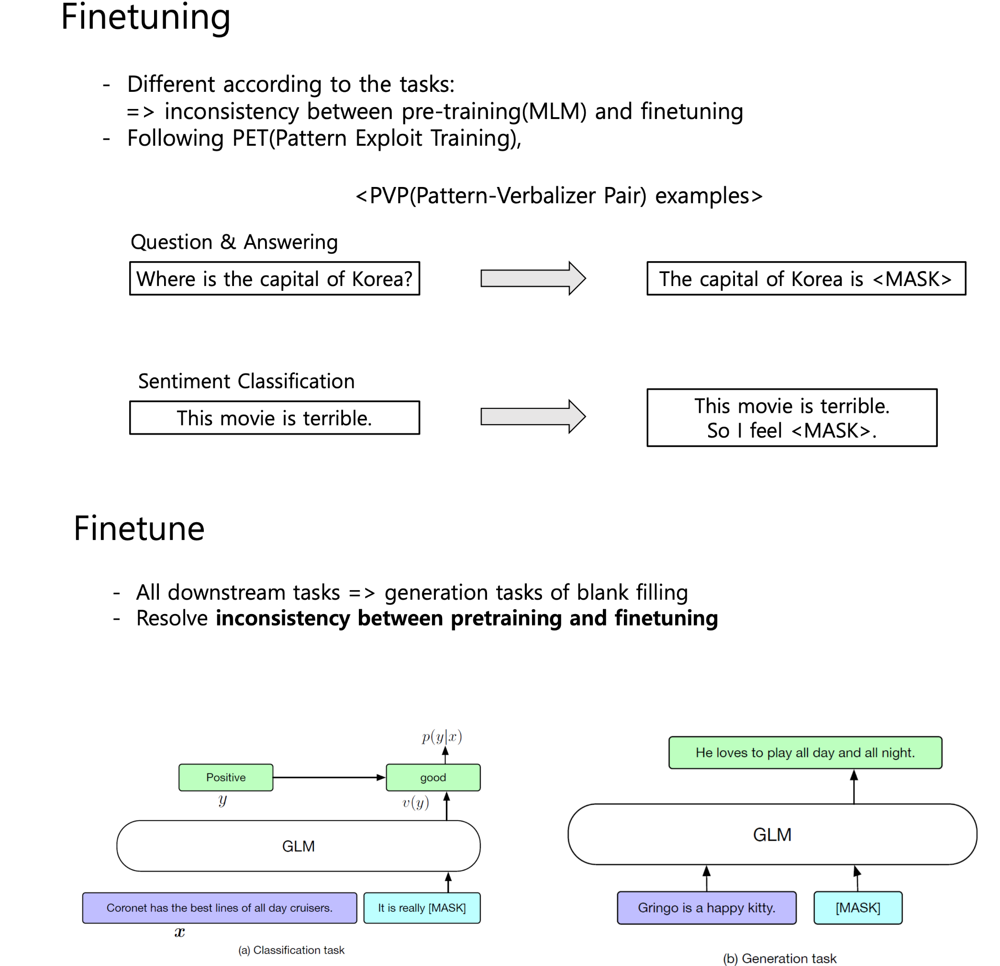 Finetuning
- Different according to the tasks:
=> inconsistency between pre-training(MLM) and finetuning
- Following PET(Pattern Exploit Training),
<PVP(Pattern-Verbalizer Pair) examples>
Question & Answering
Where is the capital of Korea?
The capital of Korea is <MASK>
Sentiment Classification
This movie is terrible.
This movie is terrible.
So I feel <MASK>.
Finetune
- All downstream tasks => generation tasks of blank filling
- Resolve inconsistency between pretraining and finetuning
p(y|x)
Positive
good
y
v(y)
GLM
Coronet has the best lines of all day cruisers.
It is really [MASK]
x
(a) Classification task
He loves to play all day and all night.
GLM
Gringo is a happy kitty.
[MASK]
(b) Generation task